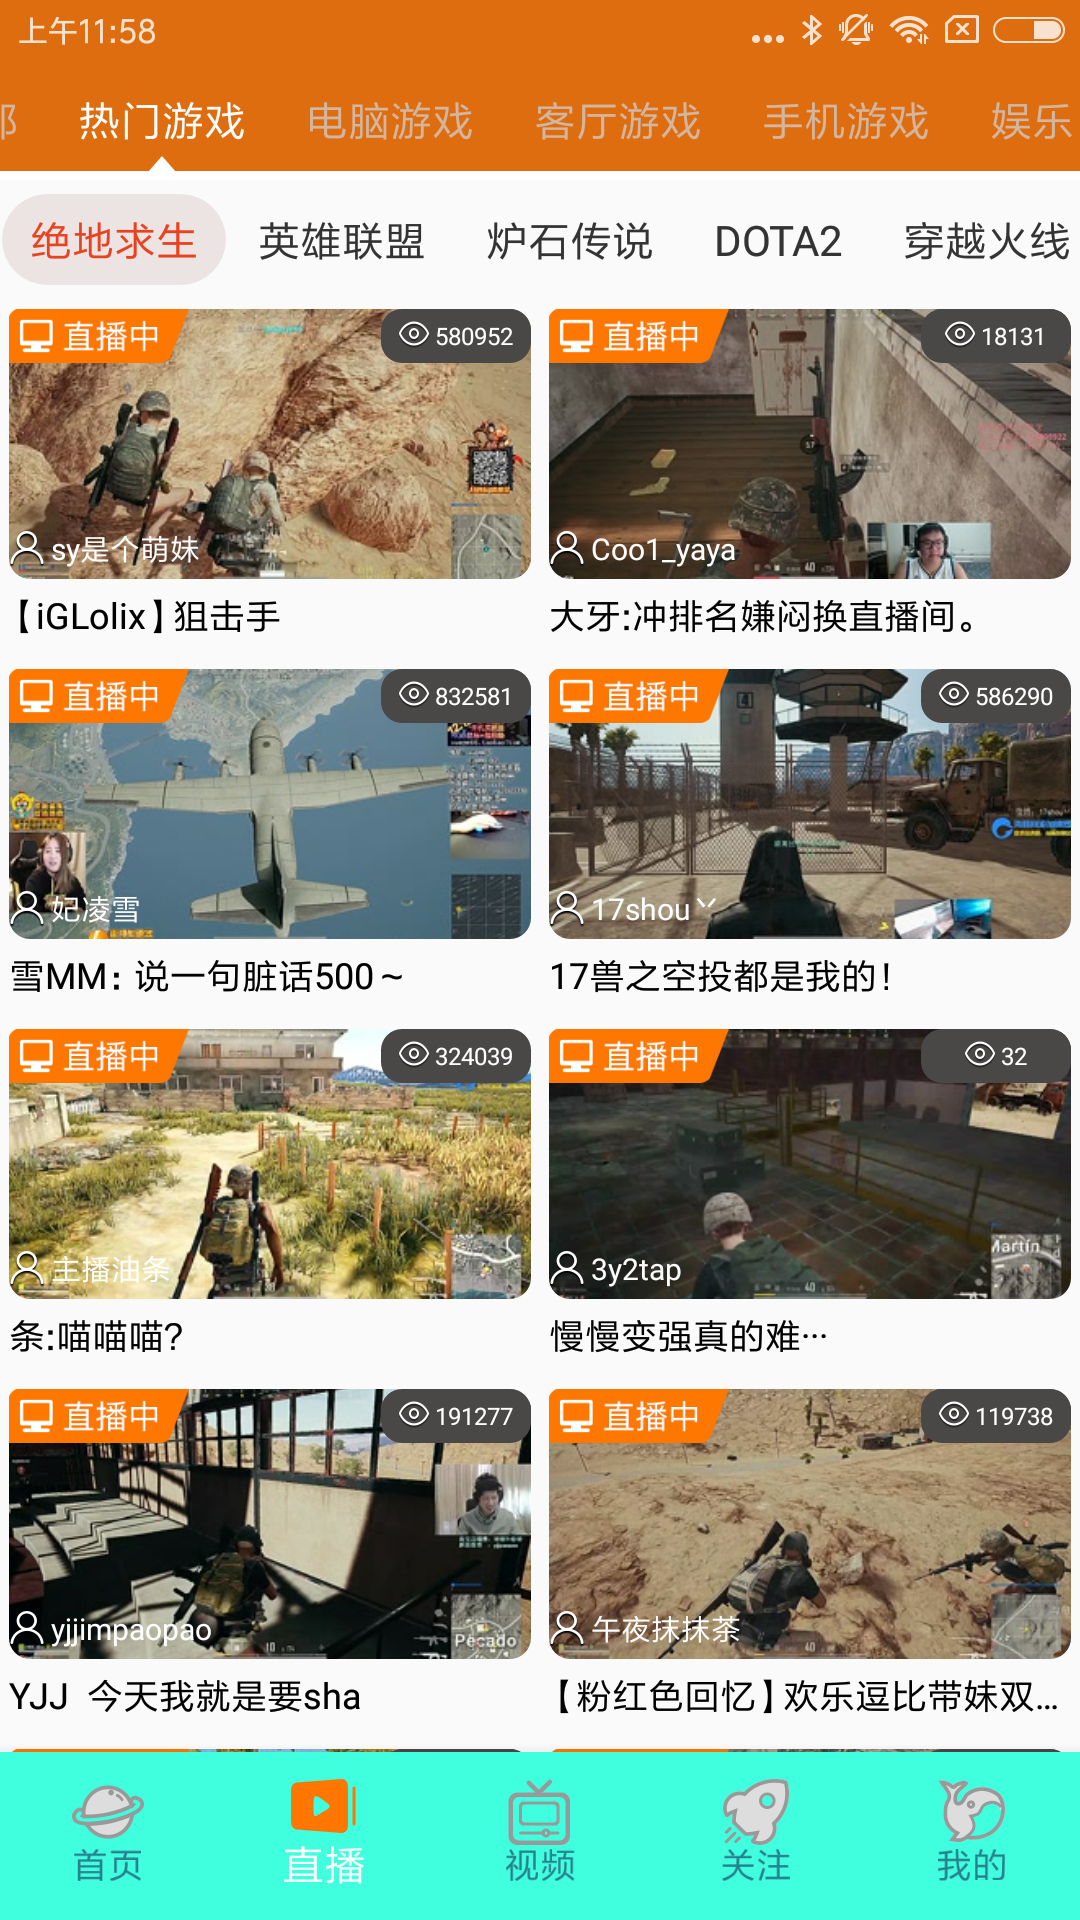 上午11:58
热门游戏 电脑游戏 客厅游戏 手机游戏 娱乐
绝地求生 英雄联盟 炉石传说 DOTA2 穿越火线
直播中 580952 直播中 18131
sy是个萌妹 Coo1_yaya
【iGLolix】狙击手 大牙:冲排名嫌闷换直播间。
直播中 832581 直播中 586290
妃凌雪 17shou
雪MM: 说一句脏话500~ 17兽之空投都是我的!
直播中 324039 直播中 32
Martin
主播油条 3y2tap
条:喵喵喵? 慢慢变强真的难…
直播中 191277 直播中 119738
yjjimpaopao Pecado 午夜抹抹茶
YJJ 今天我就是要sha 【粉红色回忆】欢乐逗比带妹双...
首页 直播 视频 关注 我的